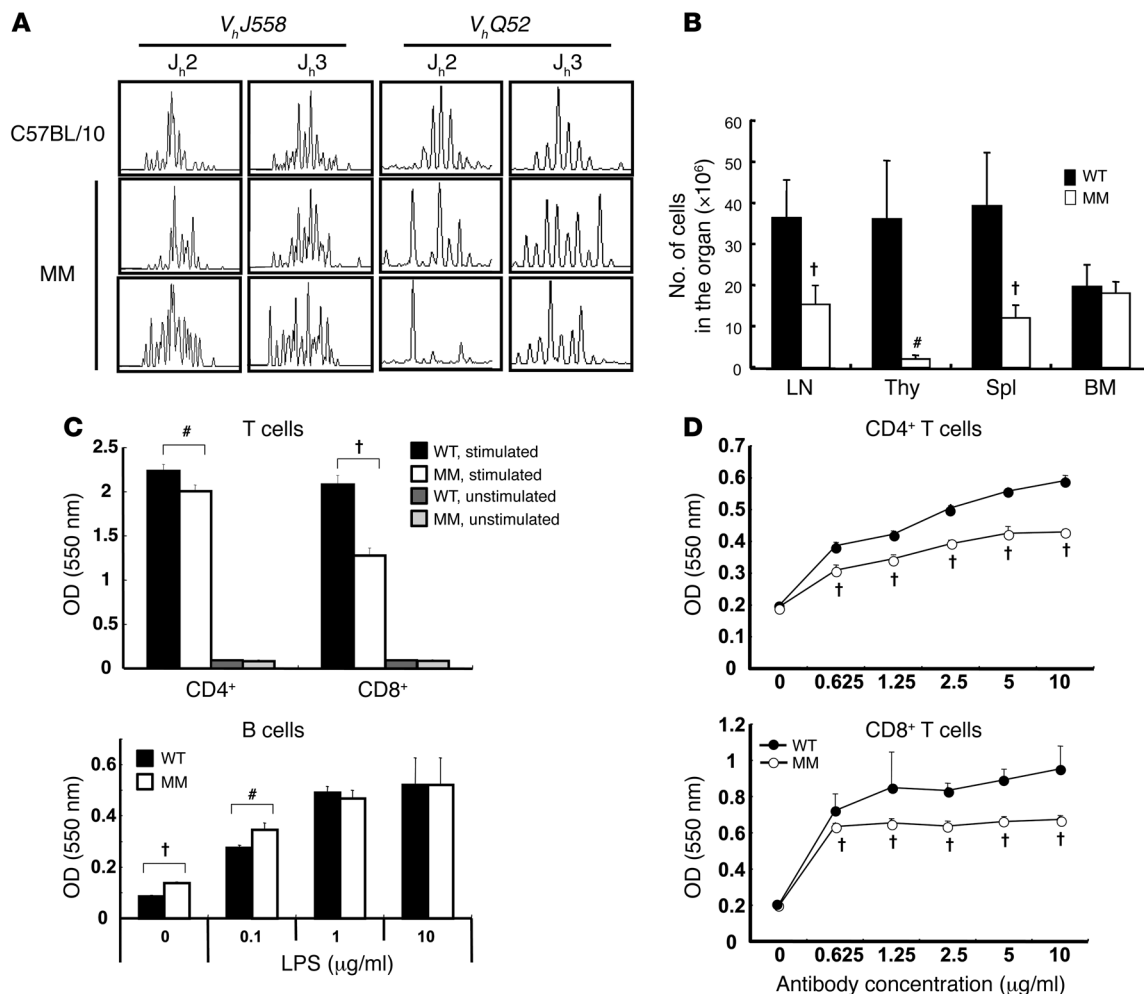 A
VhJ558 VhQ52
Jh2 Jh3 Jh2 Jh3
C57BL/10
MM
B
No. of cells
in the organ (×10⁶)
60
50
40
30
20
10
0
WT
MM
†
#
†
LN Thy Spl BM
C
T cells
OD (550 nm)
2.5
2
1.5
1
0.5
0
#
†
WT, stimulated
MM, stimulated
WT, unstimulated
MM, unstimulated
CD4⁺ CD8⁺
B cells
OD (550 nm)
0.6
0.4
0.2
0
WT
MM
†
#
0 0.1 1 10
LPS (μg/ml)
D
CD4⁺ T cells
OD (550 nm)
0.7
0.6
0.5
0.4
0.3
0.2
0.1
0
† † † † †
0 0.625 1.25 2.5 5 10
CD8⁺ T cells
OD (550 nm)
1.2
1
0.8
0.6
0.4
0.2
0
WT
MM
† † † † †
0 0.625 1.25 2.5 5 10
Antibody concentration (μg/ml)